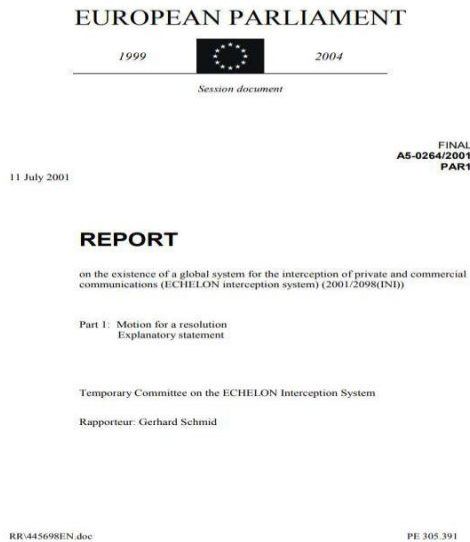 EUROPEAN PARLIAMENT
1999 2004
Session document
FINAL
A5-0264/2001
PAR1
11 July 2001
REPORT
on the existence of a global system for the interception of private and commercial
communications (ECHELON interception system) (2001/2098(INI))
Part 1: Motion for a resolution
Explanatory statement
Temporary Committee on the ECHELON Interception System
Rapporteur: Gerhard Schmid
RR\445698EN.doc PE 305.391